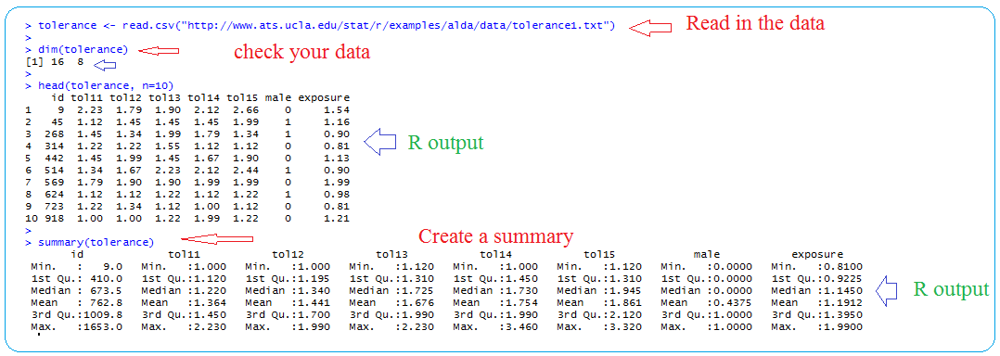 > tolerance <- read.csv("http://www.ats.ucla.edu/stat/r/examples/alda/data/tolerance1.txt") Read in the data
>
> dim(tolerance) check your data
[1] 16 8
>
> head(tolerance, n=10)
id tol11 tol12 tol13 tol14 tol15 male exposure
1 9 2.23 1.79 1.90 2.12 2.66 0 1.54
2 45 1.12 1.45 1.45 1.45 1.99 1 1.16
3 268 1.45 1.34 1.99 1.79 1.34 1 0.90
4 314 1.22 1.22 1.55 1.12 1.12 0 0.81
R output
5 442 1.45 1.99 1.45 1.67 1.90 0 1.13
6 514 1.34 1.67 2.23 2.12 2.44 1 0.90
7 569 1.79 1.90 1.90 1.99 1.99 0 1.99
8 624 1.12 1.12 1.22 1.12 1.22 1 0.98
9 723 1.22 1.34 1.12 1.00 1.12 0 0.81
10 918 1.00 1.00 1.22 1.99 1.22 0 1.21
>
> summary(tolerance) Create a summary
id tol11 tol12 tol13 tol14 tol15 male exposure
Min. : 9.0 Min. :1.000 Min. :1.000 Min. :1.120 Min. :1.000 Min. :1.120 Min. :0.0000 Min. :0.8100
1st Qu.: 410.0 1st Qu.:1.120 1st Qu.:1.195 1st Qu.:1.310 1st Qu.:1.450 1st Qu.:1.310 1st Qu.:0.0000 1st Qu.:0.9225
Median : 673.5 Median :1.220 Median :1.340 Median :1.725 Median :1.730 Median :1.945 Median :0.0000 Median :1.1450
R output
Mean : 762.8 Mean :1.364 Mean :1.441 Mean :1.676 Mean :1.754 Mean :1.861 Mean :0.4375 Mean :1.1912
3rd Qu.:1009.8 3rd Qu.:1.450 3rd Qu.:1.700 3rd Qu.:1.990 3rd Qu.:1.990 3rd Qu.:2.120 3rd Qu.:1.0000 3rd Qu.:1.3950
Max. :1653.0 Max. :2.230 Max. :1.990 Max. :2.230 Max. :3.460 Max. :3.320 Max. :1.0000 Max. :1.9900